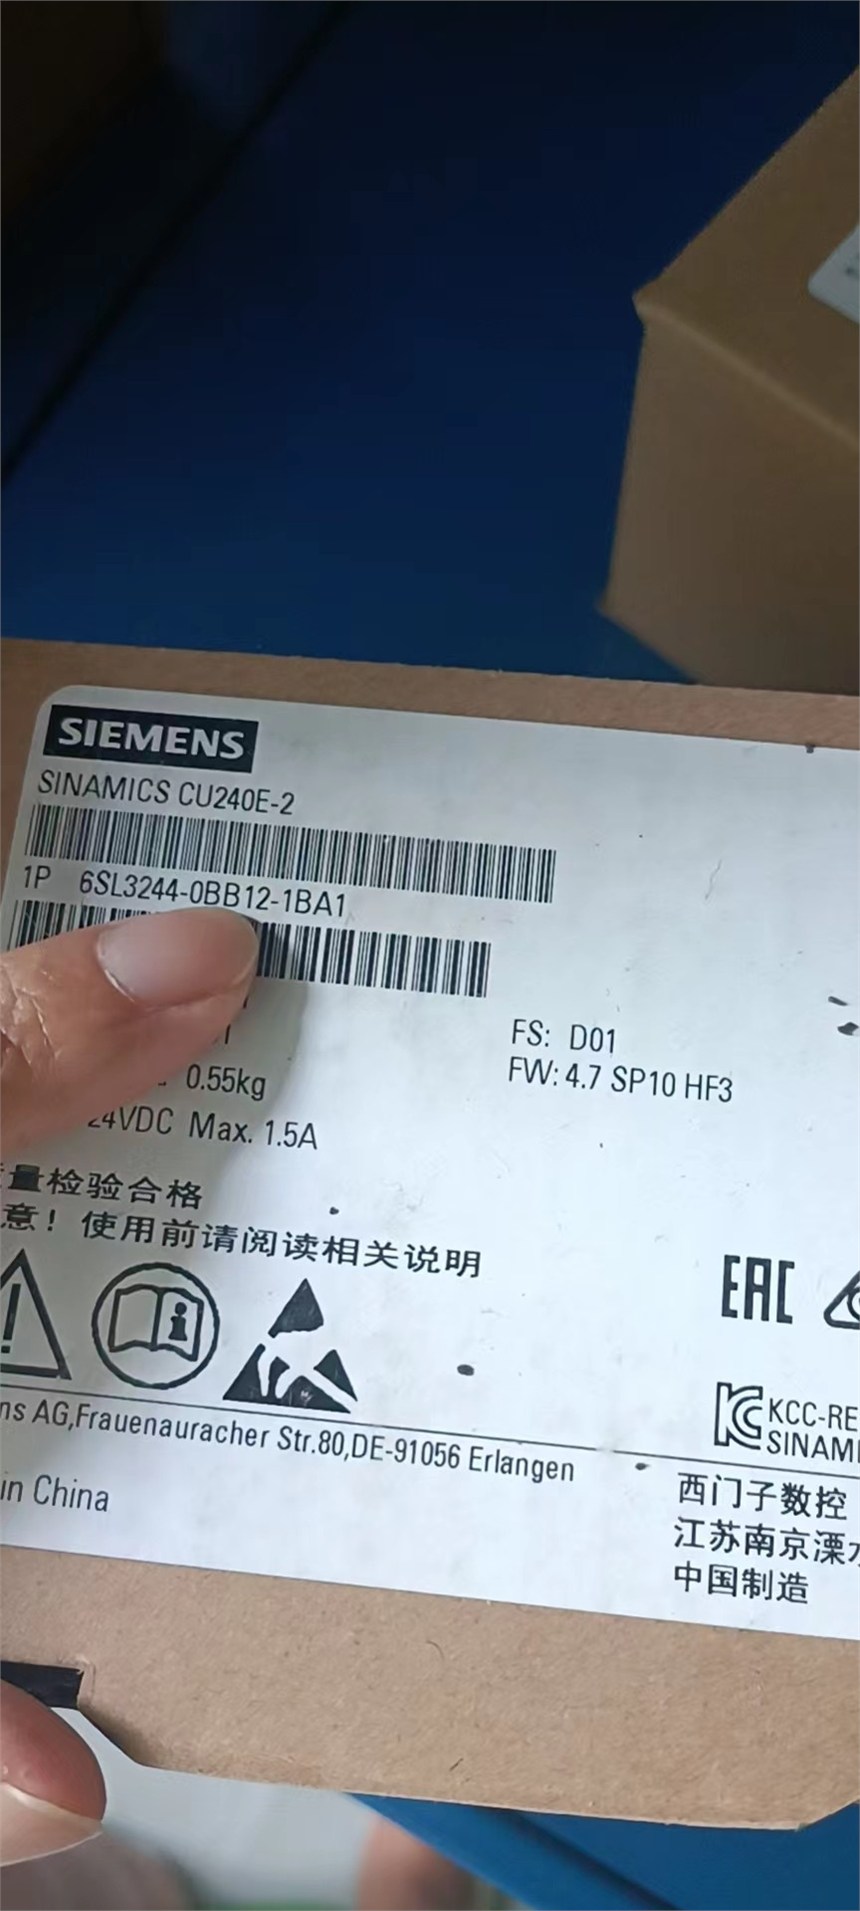 SIEMENS
SINAMICS CU240E-2
1P 6SL3244-0BB12-1BA1
FS: D01
0.55kg
FW: 4.7 SP10 HF3
24VDC Max. 1.5A
量检验合格
意！使用前请阅读相关说明
EAC
KCC-RE
SINAMI
ns AG,Frauenauracher Str.80,DE-91056 Erlangen
in China
西门子数控
江苏南京溧水
中国制造